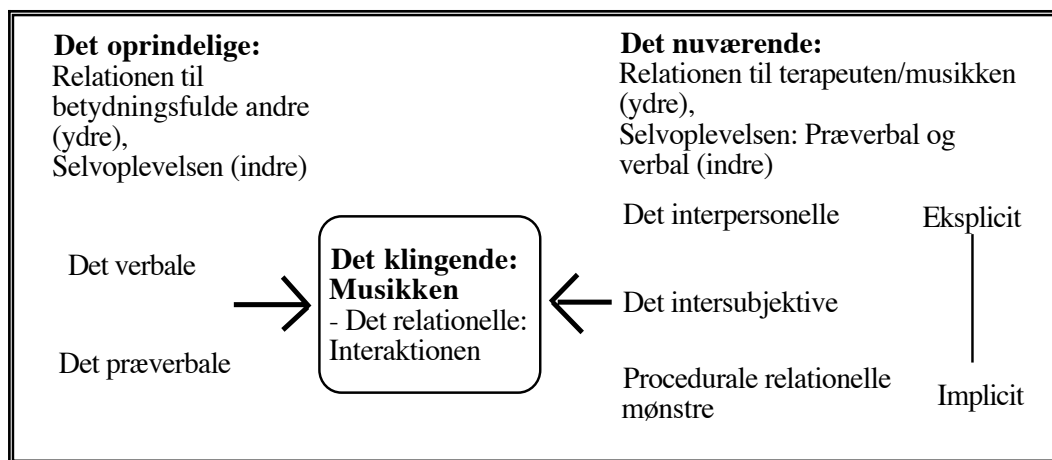 Det oprindelige:
Relationen til
betydningsfulde andre
(ydre),
Selvoplevelsen (indre)
Det verbale
Det præverbale
Det klingende:
Musikken
- Det relationelle:
Interaktionen
Det nuværende:
Relationen til terapeuten/musikken
(ydre),
Selvoplevelsen: Præverbal og
verbal (indre)
Det interpersonelle
Det intersubjektive
Procedurale relationelle
mønstre
Eksplicit
Implicit